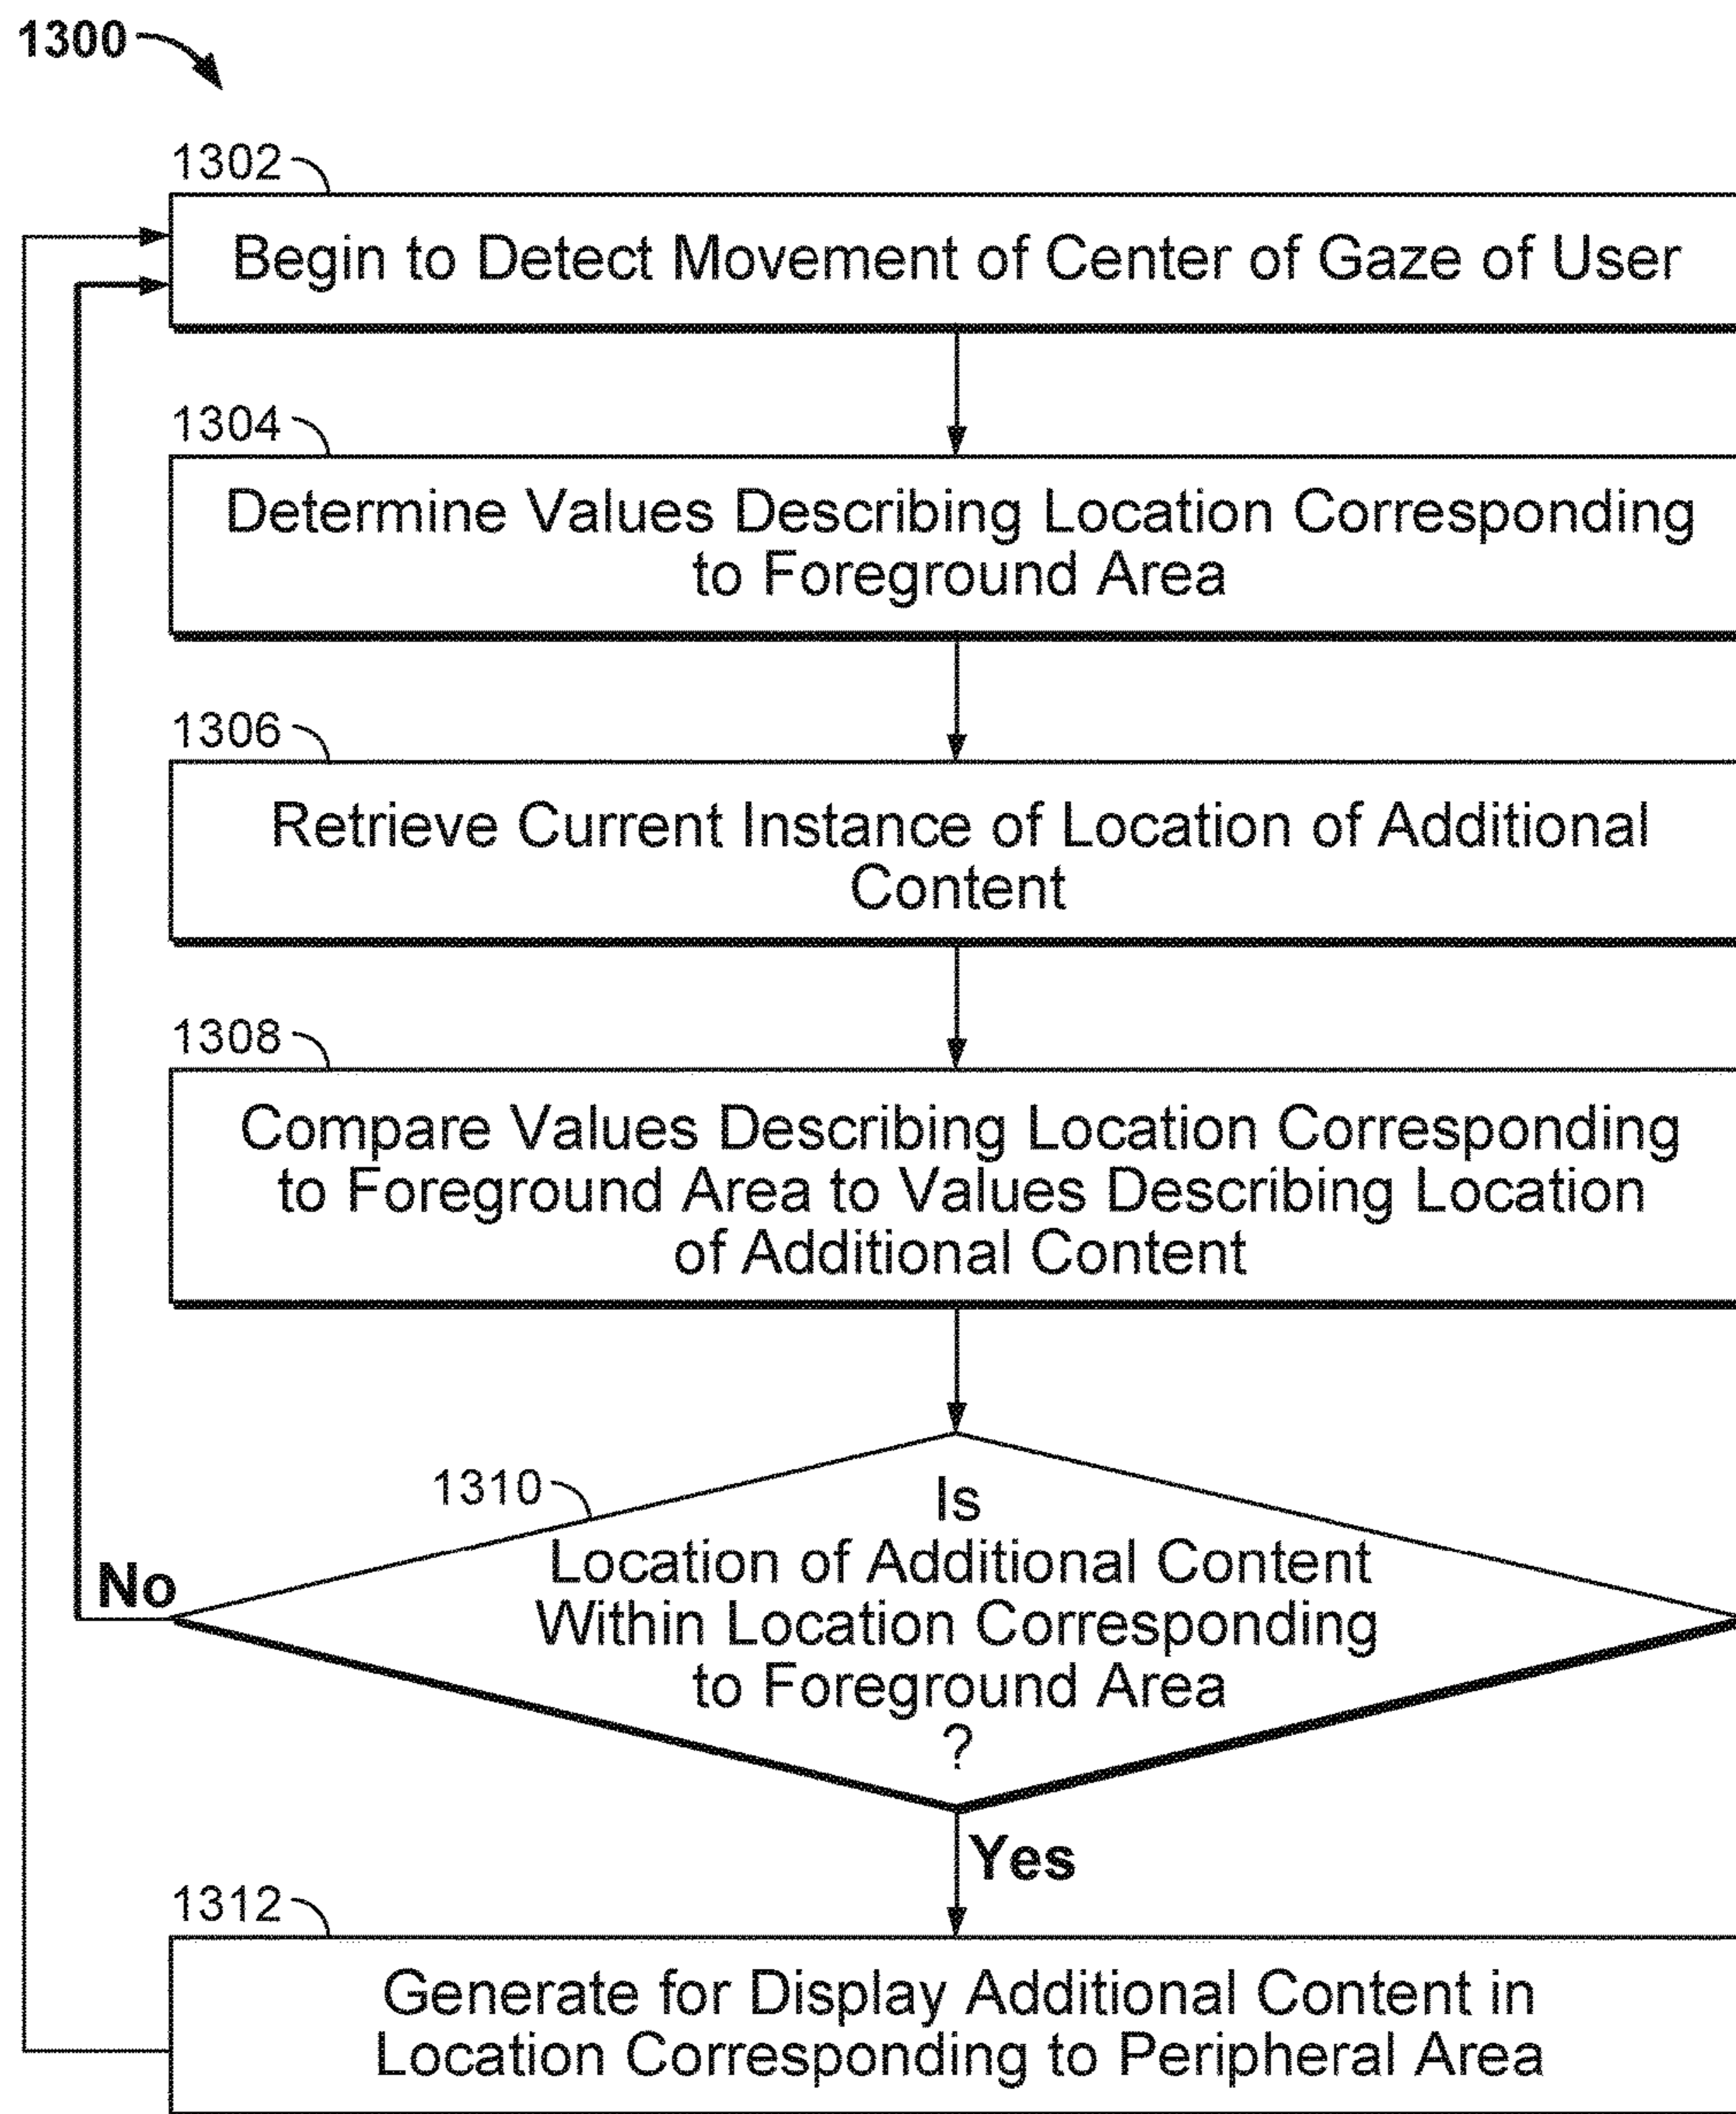 1300
1302
Begin to Detect Movement of Center of Gaze of User
1304
Determine Values Describing Location Corresponding
to Foreground Area
1306
Retrieve Current Instance of Location of Additional
Content
1308
Compare Values Describing Location Corresponding
to Foreground Area to Values Describing Location
of Additional Content
1310
Is
Location of Additional Content
Within Location Corresponding
to Foreground Area
?
No
Yes
1312
Generate for Display Additional Content in
Location Corresponding to Peripheral Area